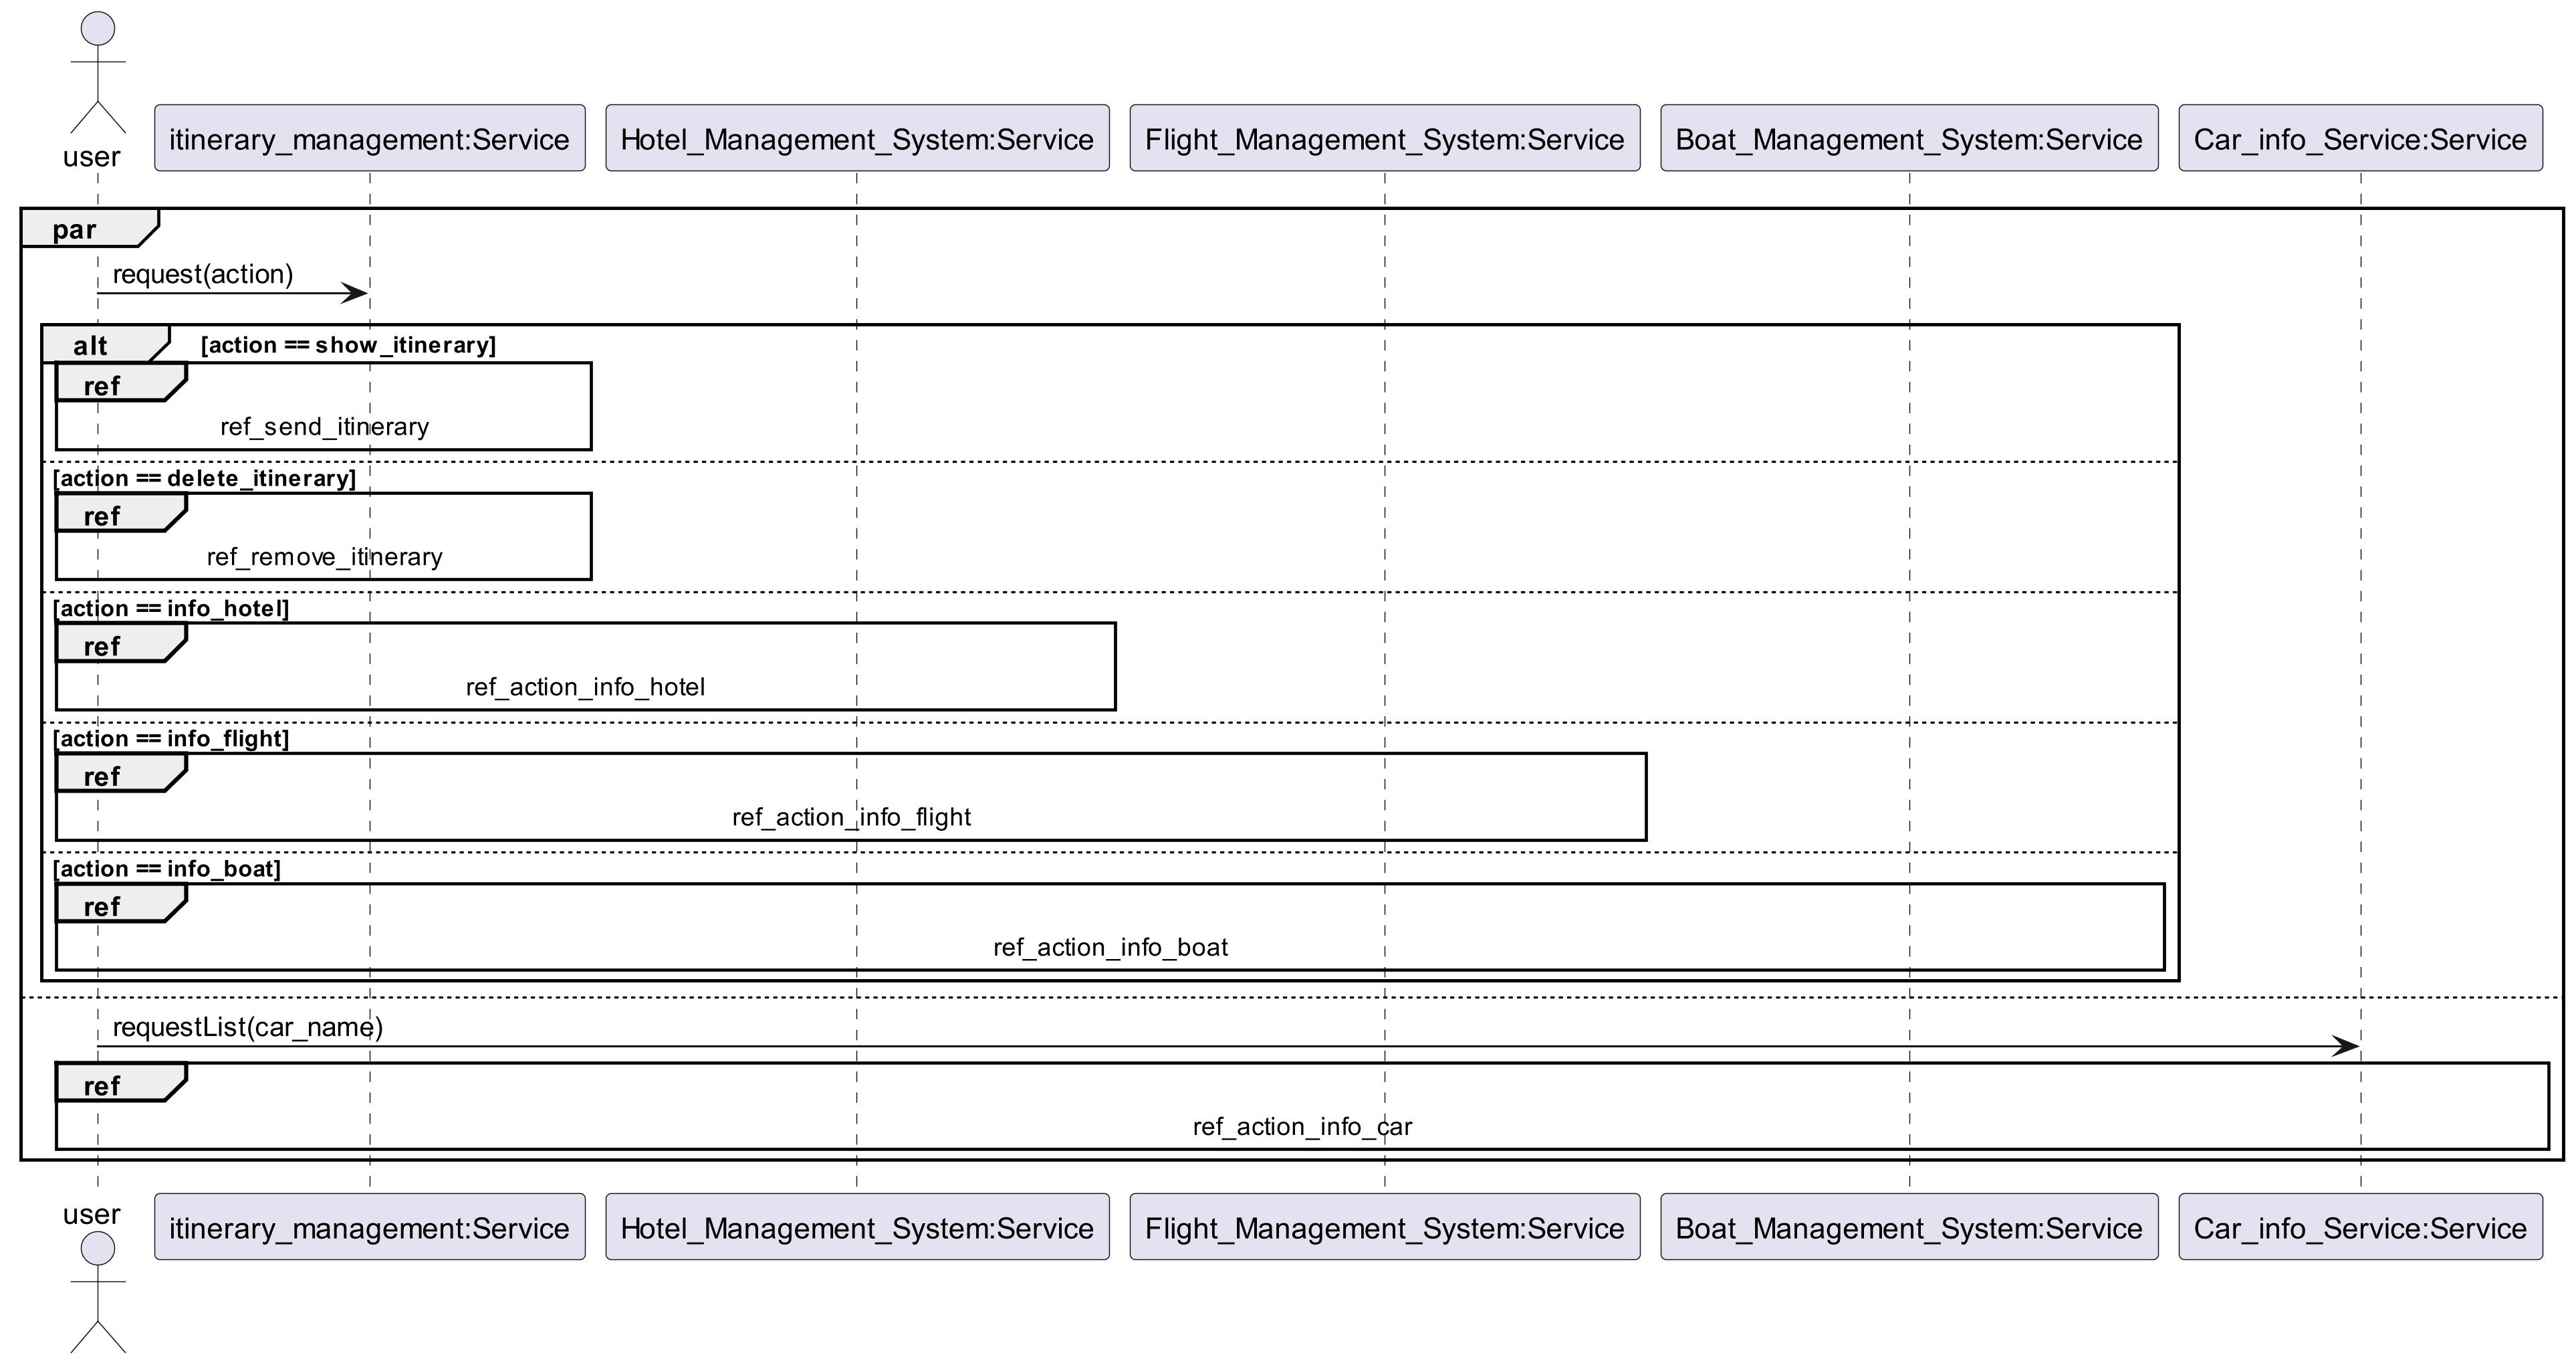 user
itinerary_management:Service
Hotel_Management_System:Service
Flight_Management_System:Service
Boat_Management_System:Service
Car_info_Service:Service
par
request(action)
alt
[action == show_itinerary]
ref
ref_send_itinerary
[action == delete_itinerary]
ref
ref_remove_itinerary
[action == info_hotel]
ref
ref_action_info_hotel
[action == info_flight]
ref
ref_action_info_flight
[action == info_boat]
ref
ref_action_info_boat
requestList(car_name)
ref
ref_action_info_car
user
itinerary_management:Service
Hotel_Management_System:Service
Flight_Management_System:Service
Boat_Management_System:Service
Car_info_Service:Service